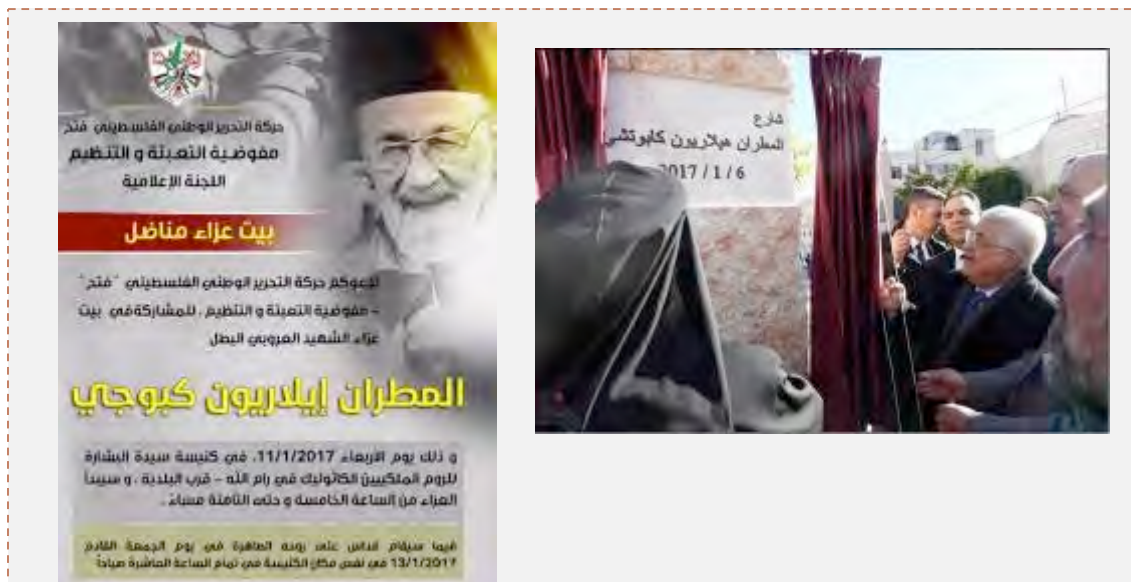 حركة التحرير الوطني الفلسطيني فتح
مفوضية التعبئة و التنظيم
اللجنة الإعلامية
بيت عزاء مناضل
تدعوكم حركة التحرير الوطني الفلسطيني "فتح"
- مفوضية التعبئة و التنظيم ، للمشاركة في بيت
عزاء الشهيد العروبي البطل
المطران إيلاريون كبوجي
و ذلك يوم الأربعاء 11/1/2017، في كنيسة سيدة البشارة
للروم الملكيين الكاثوليك في رام الله - قرب البلدية ، و سيبدأ
العزاء من الساعة الخامسة و حتى الثامنة مساءً .
فيما سيقام قداس على روحه الطاهرة في يوم الجمعة القادم
13/1/2017 في نفس مكان الكنيسة في تمام الساعة العاشرة صباحاً
شارع
المطران هيلاريون كابوتشي
2017 / 1 / 6